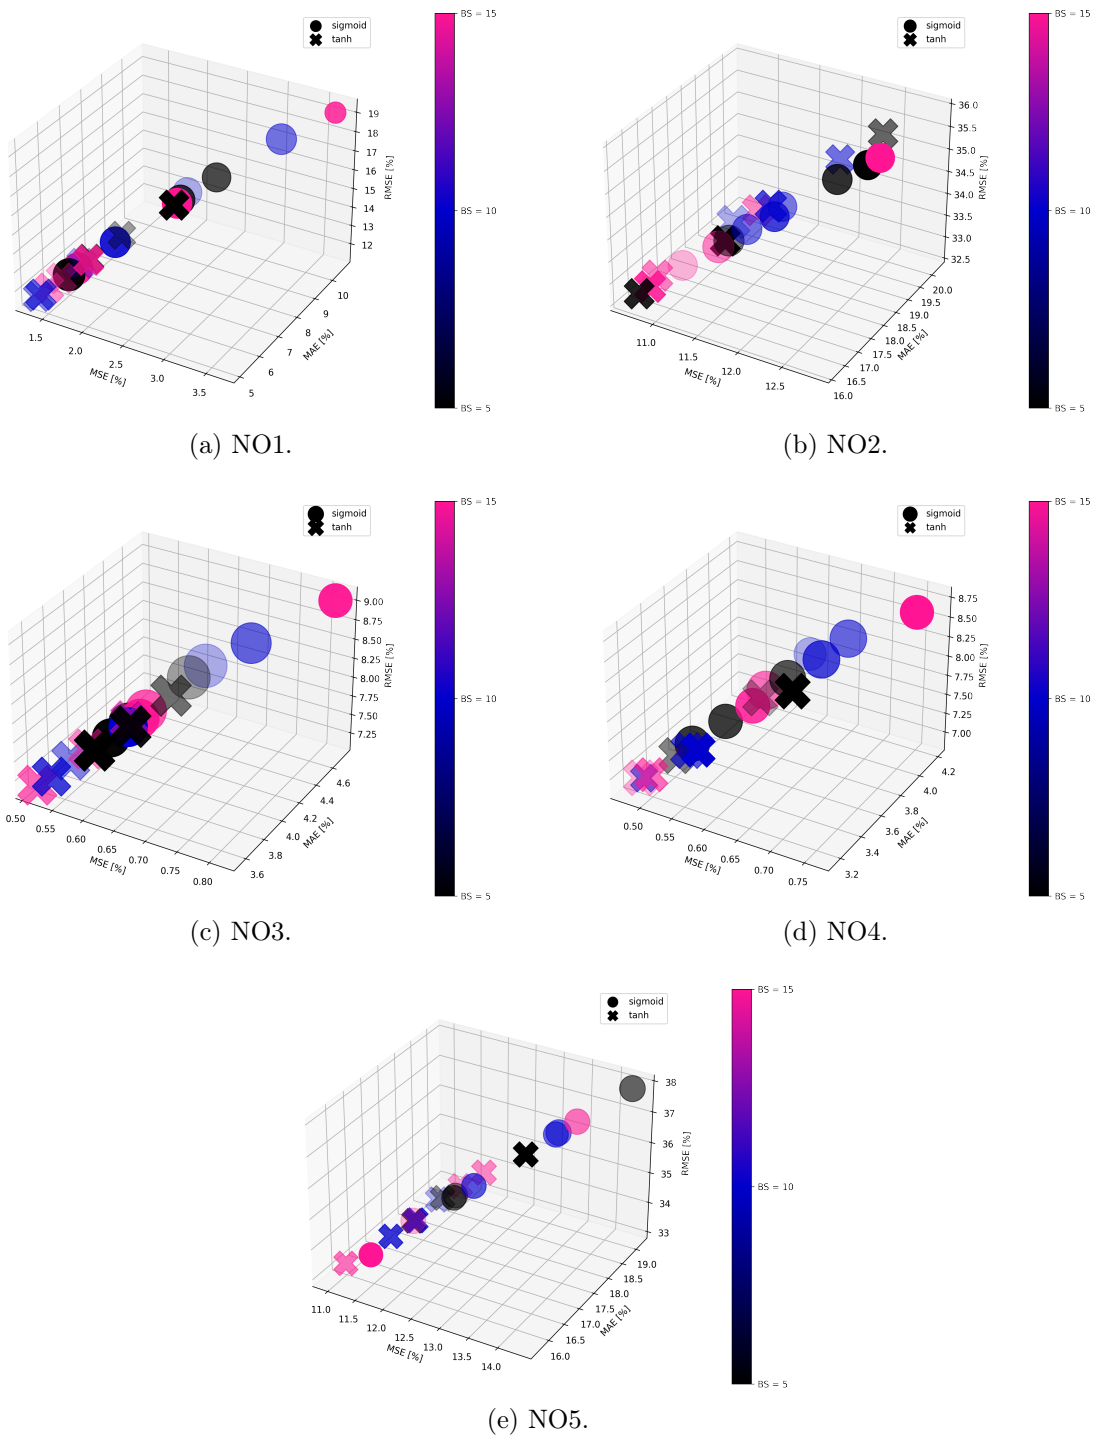 sigmoid
tanh
BS = 15
BS = 10
BS = 5
19
18
17
16
15
14
13
12
RMSE [%]
10
9
8
7
6
5
MAE [%]
1.5
2.0
2.5
3.0
3.5
MSE [%]
(a) NO1.
sigmoid
tanh
BS = 15
BS = 10
BS = 5
36.0
35.5
35.0
34.5
34.0
33.5
33.0
32.5
RMSE [%]
20.0
19.5
19.0
18.5
18.0
17.5
17.0
16.5
16.0
MAE [%]
11.0
11.5
12.0
12.5
MSE [%]
(b) NO2.
sigmoid
tanh
BS = 15
BS = 10
BS = 5
9.00
8.75
8.50
8.25
8.00
7.75
7.50
7.25
RMSE [%]
4.6
4.4
4.2
4.0
3.8
3.6
MAE [%]
0.50
0.55
0.60
0.65
0.70
0.75
0.80
MSE [%]
(c) NO3.
sigmoid
tanh
BS = 15
BS = 10
BS = 5
8.75
8.50
8.25
8.00
7.75
7.50
7.25
7.00
RMSE [%]
4.2
4.0
3.8
3.6
3.4
3.2
MAE [%]
0.50
0.55
0.60
0.65
0.70
0.75
MSE [%]
(d) NO4.
sigmoid
tanh
BS = 15
BS = 10
BS = 5
38
37
36
35
34
33
RMSE [%]
19.0
18.5
18.0
17.5
17.0
16.5
16.0
MAE [%]
11.0
11.5
12.0
12.5
13.0
13.5
14.0
MSE [%]
(e) NO5.